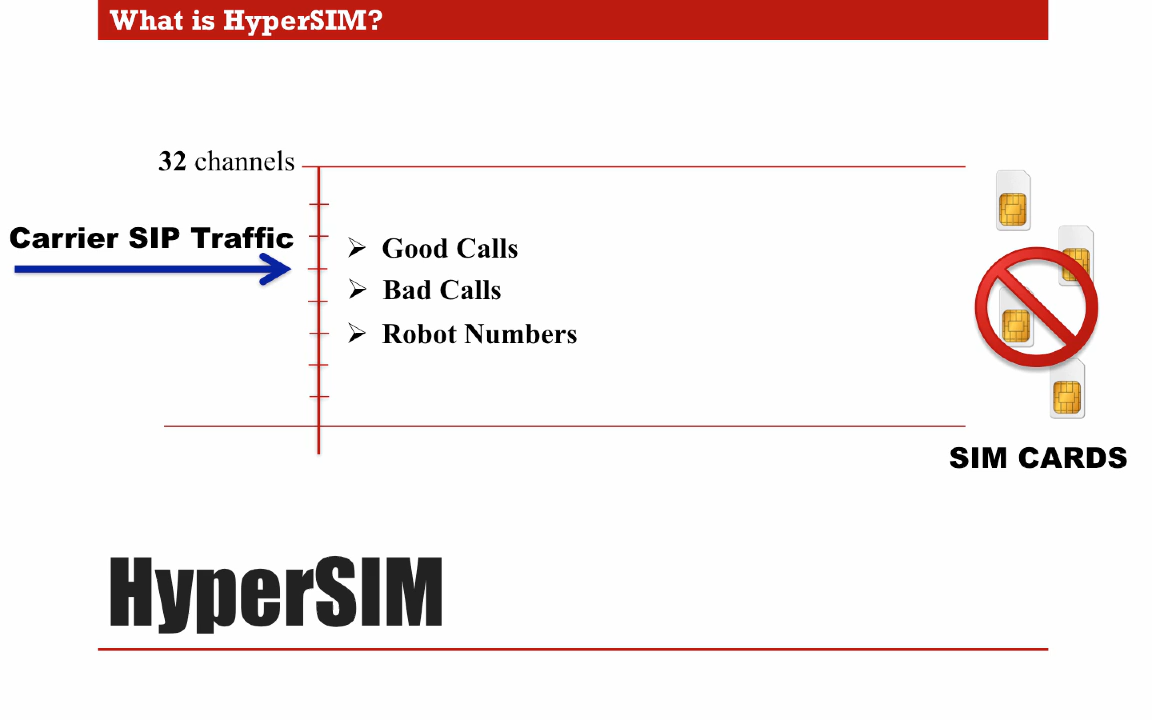 What is HyperSIM?
32 channels
Carrier SIP Traffic
Good Calls
Bad Calls
Robot Numbers
SIM CARDS
HyperSIM